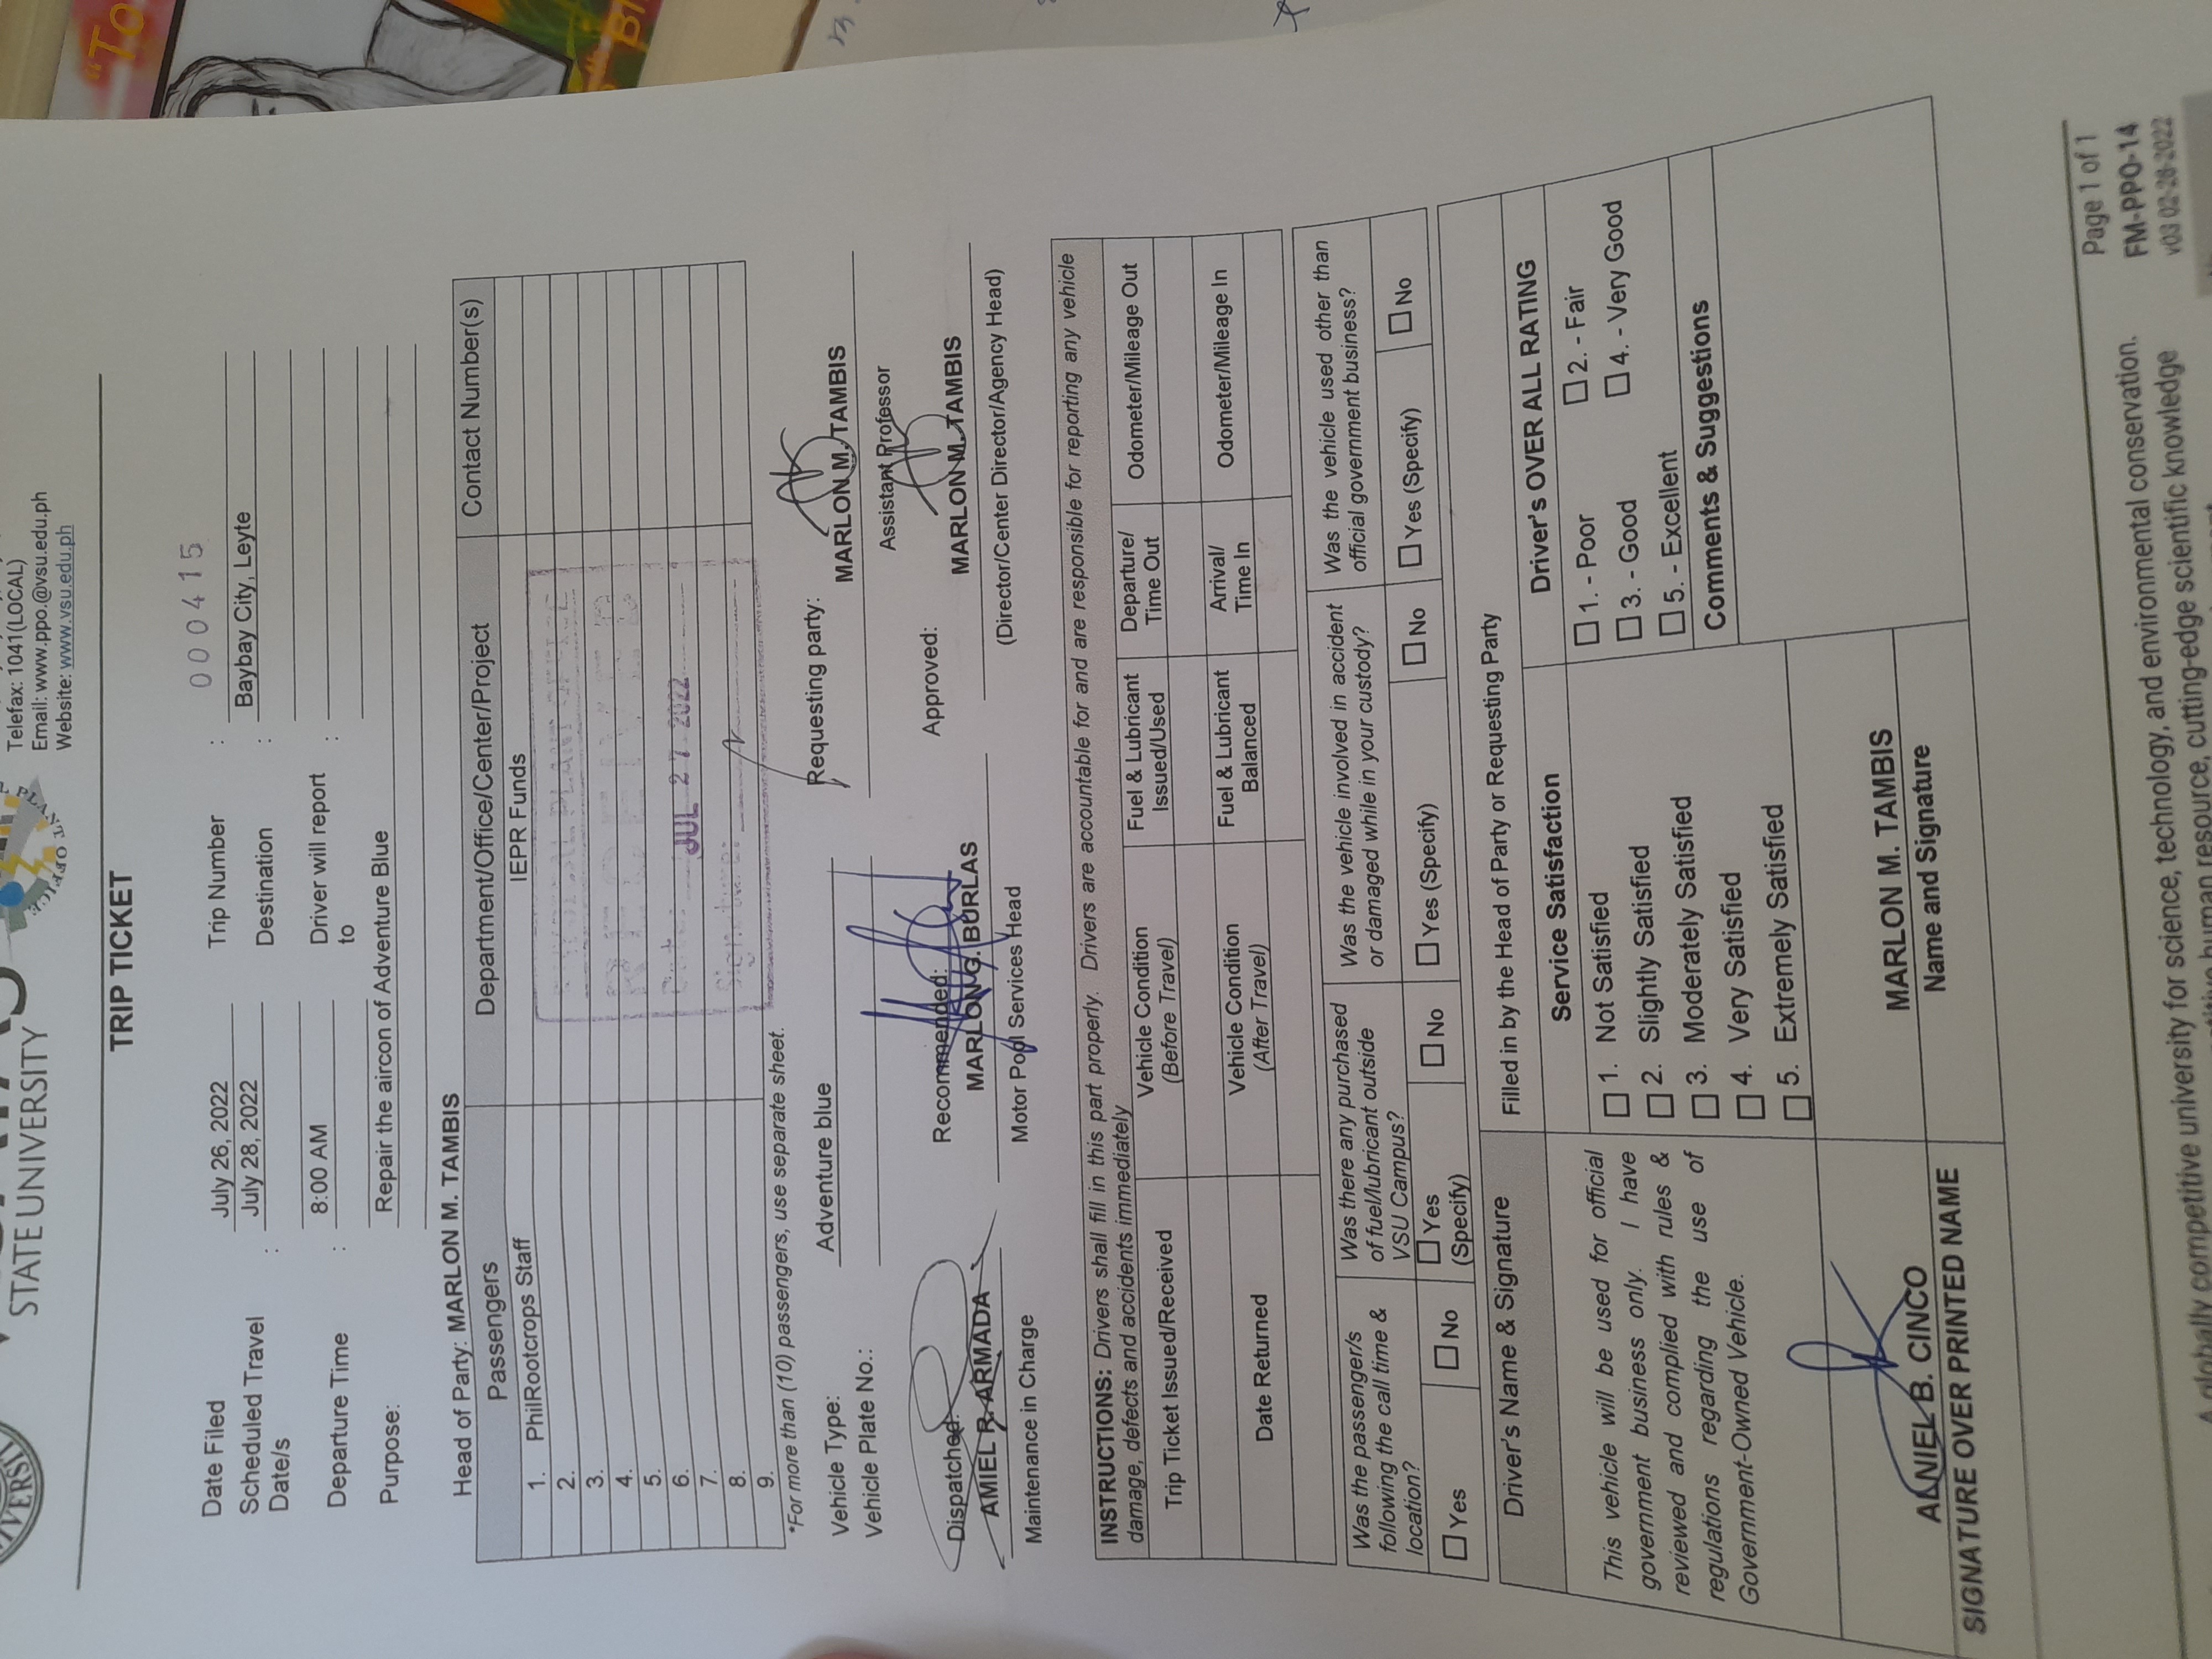 STATE UNIVERSITY
Telefax: 1041(LOCAL)
Email: www.ppo.@vsu.edu.ph
Website: www.vsu.edu.ph
TRIP TICKET
Date Filed July 26, 2022 Trip Number : 000415
Scheduled Travel Date/s : July 28, 2022 Destination : Baybay City, Leyte
Departure Time : 8:00 AM Driver will report to :
Purpose: Repair the aircon of Adventure Blue
Head of Party: MARLON M. TAMBIS
Passengers Department/Office/Center/Project Contact Number(s)
1. PhilRootcrops Staff IEPR Funds
2.
3.
4.
5.
6.
7.
8.
9.
JUL 27 2022
*For more than (10) passengers, use separate sheet.
Vehicle Type: Adventure blue Requesting party:
MARLON M. TAMBIS
Vehicle Plate No.:
Assistant Professor
Dispatched: Recommended: Approved:
AMIEL R. ARMADA MARLON G. BURLAS MARLON M. TAMBIS
Maintenance in Charge Motor Pool Services Head (Director/Center Director/Agency Head)
INSTRUCTIONS: Drivers shall fill in this part properly. Drivers are accountable for and are responsible for reporting any vehicle
damage, defects and accidents immediately
Trip Ticket Issued/Received Vehicle Condition (Before Travel) Fuel & Lubricant Issued/Used Departure/ Time Out Odometer/Mileage Out
Date Returned Vehicle Condition (After Travel) Fuel & Lubricant Balanced Arrival/ Time In Odometer/Mileage In
Was the passenger/s following the call time & location? Was there any purchased of fuel/lubricant outside VSU Campus? Was the vehicle involved in accident or damaged while in your custody? Was the vehicle used other than official government business?
☐ Yes ☐ No ☐ Yes (Specify) ☐ No ☐ Yes (Specify) ☐ No ☐ Yes (Specify) ☐ No
Driver's Name & Signature Filled in by the Head of Party or Requesting Party
This vehicle will be used for official
government business only. I have
reviewed and complied with rules &
regulations regarding the use of
Government-Owned Vehicle.
Service Satisfaction
☐ 1. Not Satisfied
☐ 2. Slightly Satisfied
☐ 3. Moderately Satisfied
☐ 4. Very Satisfied
☐ 5. Extremely Satisfied
Driver's OVER ALL RATING
☐ 1. - Poor ☐ 2. - Fair
☐ 3. - Good ☐ 4. - Very Good
☐ 5. - Excellent
Comments & Suggestions
ALNIEL B. CINCO MARLON M. TAMBIS
SIGNATURE OVER PRINTED NAME Name and Signature
Page 1 of 1
FM-PPO-14
v03 02-28-2022
A globally competitive university for science, technology, and environmental conservation.
human resource, cutting-edge scientific knowledge